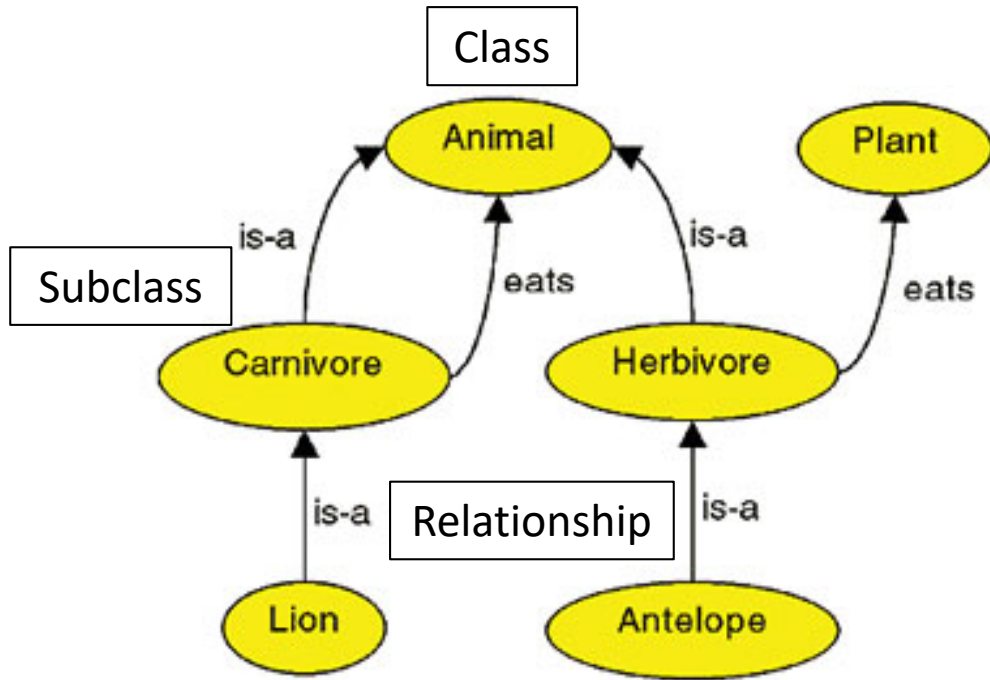 Class
Animal
Plant
is-a
is-a
Subclass
eats
eats
Carnivore
Herbivore
is-a
Relationship
is-a
Lion
Antelope